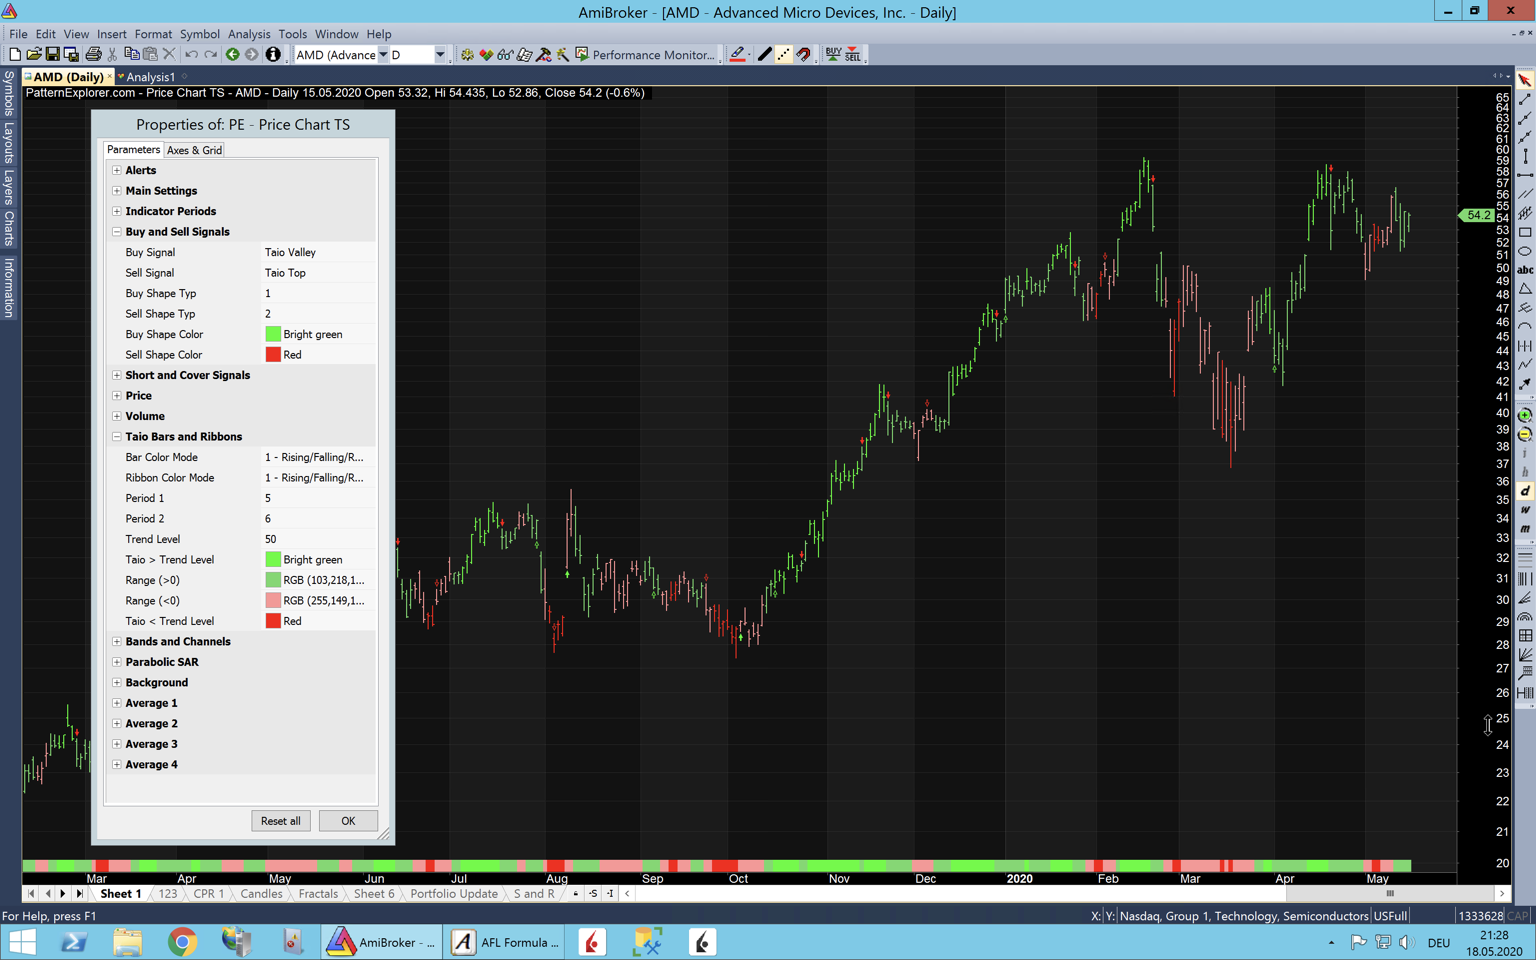 AmiBroker - [AMD - Advanced Micro Devices, Inc. - Daily]
File Edit View Insert Format Symbol Analysis Tools Window Help
AMD (Advance D Performance Monitor... BUY SELL
AMD (Daily) Analysis1
PatternExplorer.com - Price Chart TS - AMD - Daily 15.05.2020 Open 53.32, Hi 54.435, Lo 52.86, Close 54.2 (-0.6%)
Symbols
Layouts
Layers
Charts
Information
Properties of: PE - Price Chart TS
Parameters Axes & Grid
Alerts
Main Settings
Indicator Periods
Buy and Sell Signals
Buy Signal Taio Valley
Sell Signal Taio Top
Buy Shape Typ 1
Sell Shape Typ 2
Buy Shape Color Bright green
Sell Shape Color Red
Short and Cover Signals
Price
Volume
Taio Bars and Ribbons
Bar Color Mode 1 - Rising/Falling/R...
Ribbon Color Mode 1 - Rising/Falling/R...
Period 1 5
Period 2 6
Trend Level 50
Taio > Trend Level Bright green
Range (>0) RGB (103,218,1...
Range (<0) RGB (255,149,1...
Taio < Trend Level Red
Bands and Channels
Parabolic SAR
Background
Average 1
Average 2
Average 3
Average 4
Reset all OK
65
64
63
62
61
60
59
58
57
56
55
54.2 54
53
52
51
50
49
48
47
46
45
44
43
42
41
40
39
38
37
36
35
34
33
32
31
30
29
28
27
26
25
24
23
22
21
20
abc
i
h
d
w
m
Mar Apr May Jun Jul Aug Sep Oct Nov Dec 2020 Feb Mar Apr May
Sheet 1 123 CPR 1 Candles Fractals Sheet 6 Portfolio Update S and R -S -I
For Help, press F1 X: Y: Nasdaq, Group 1, Technology, Semiconductors USFull 1333628 CAP
AmiBroker - ... AFL Formula ... DEU 21:28
18.05.2020